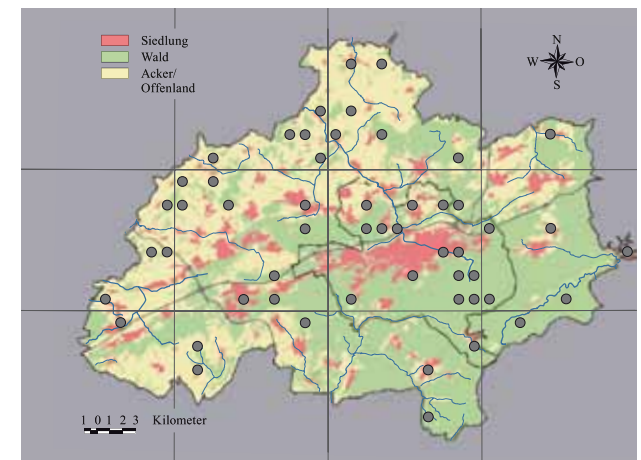 Siedlung
Wald
Acker/
Offenland
N
W O
S
1 0 1 2 3 Kilometer